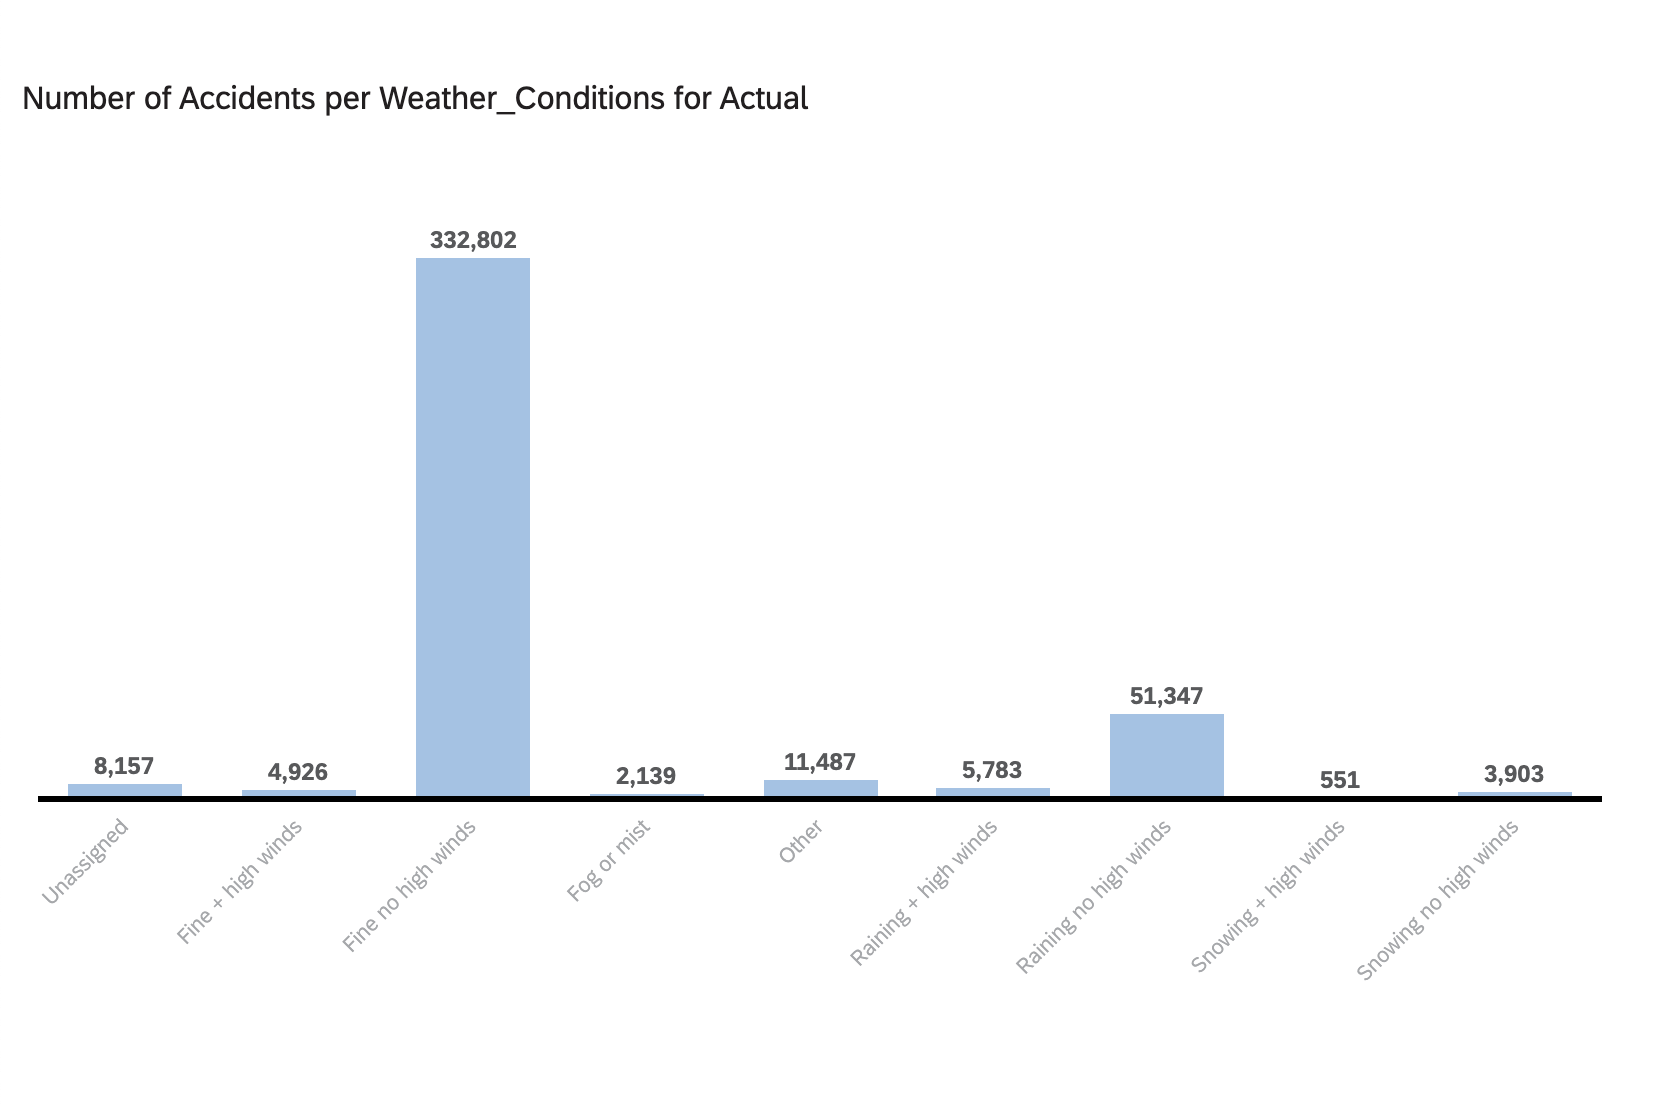 Number of Accidents per Weather_Conditions for Actual
332,802
51,347
8,157
4,926
2,139
11,487
5,783
551
3,903
Unassigned
Fine + high winds
Fine no high winds
Fog or mist
Other
Raining + high winds
Raining no high winds
Snowing + high winds
Snowing no high winds